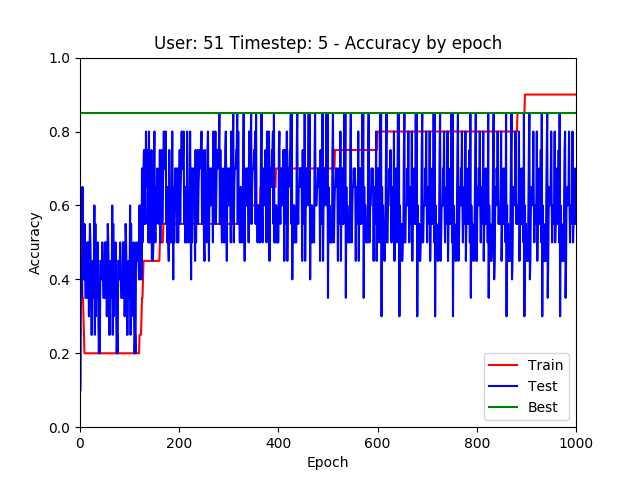 User: 51 Timestep: 5 - Accuracy by epoch
1.0
0.8
0.6
0.4
0.2
0.0
Accuracy
0 200 400 600 800 1000
Epoch
Train
Test
Best